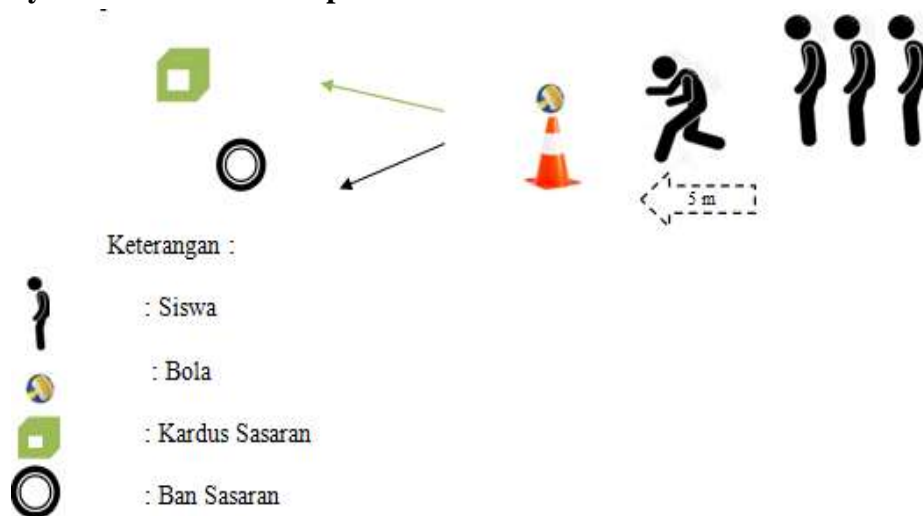 5 m
Keterangan :
: Siswa
: Bola
: Kardus Sasaran
: Ban Sasaran